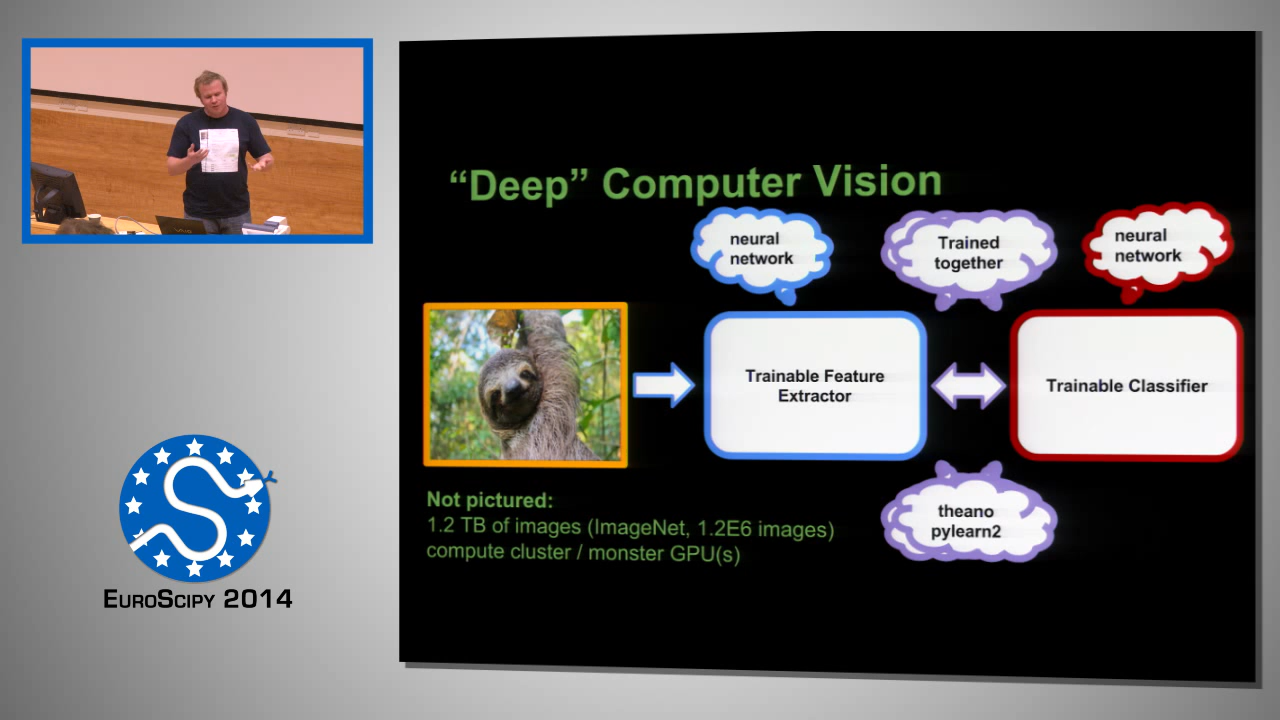 “Deep” Computer Vision
neural
network
Trained
together
neural
network
Trainable Feature
Extractor
Trainable Classifier
Not pictured:
1.2 TB of images (ImageNet, 1.2E6 images)
compute cluster / monster GPU(s)
theano
pylearn2
EuroScipy 2014